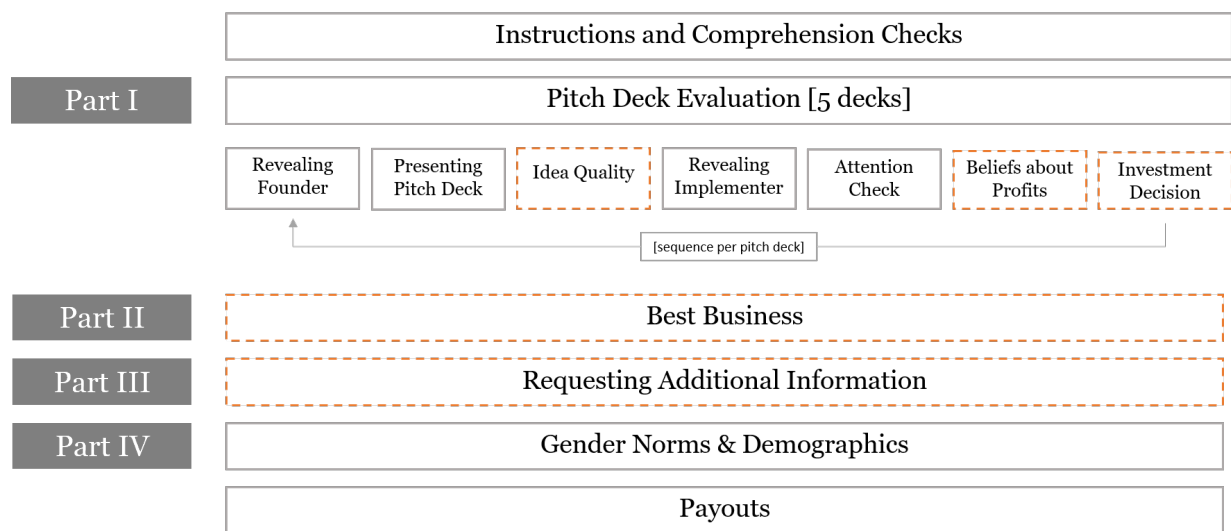 Instructions and Comprehension Checks
Part I
Pitch Deck Evaluation [5 decks]
Revealing
Founder
Presenting
Pitch Deck
Idea Quality
Revealing
Implementer
Attention
Check
Beliefs about
Profits
Investment
Decision
[sequence per pitch deck]
Part II
Best Business
Part III
Requesting Additional Information
Part IV
Gender Norms & Demographics
Payouts